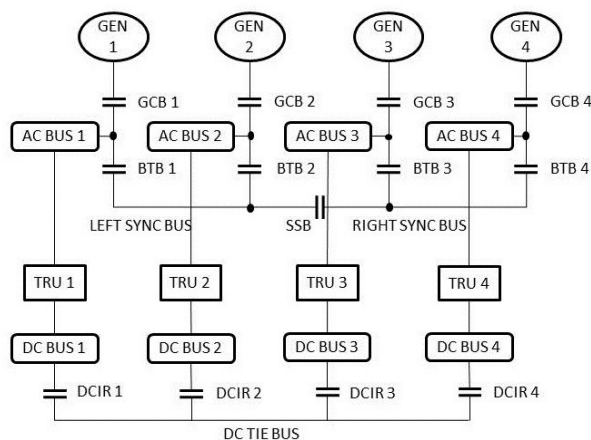 GEN 1
GEN 2
GEN 3
GEN 4
GCB 1
GCB 2
GCB 3
GCB 4
AC BUS 1
AC BUS 2
AC BUS 3
AC BUS 4
BTB 1
BTB 2
BTB 3
BTB 4
LEFT SYNC BUS
SSB
RIGHT SYNC BUS
TRU 1
TRU 2
TRU 3
TRU 4
DC BUS 1
DC BUS 2
DC BUS 3
DC BUS 4
DCIR 1
DCIR 2
DCIR 3
DCIR 4
DC TIE BUS